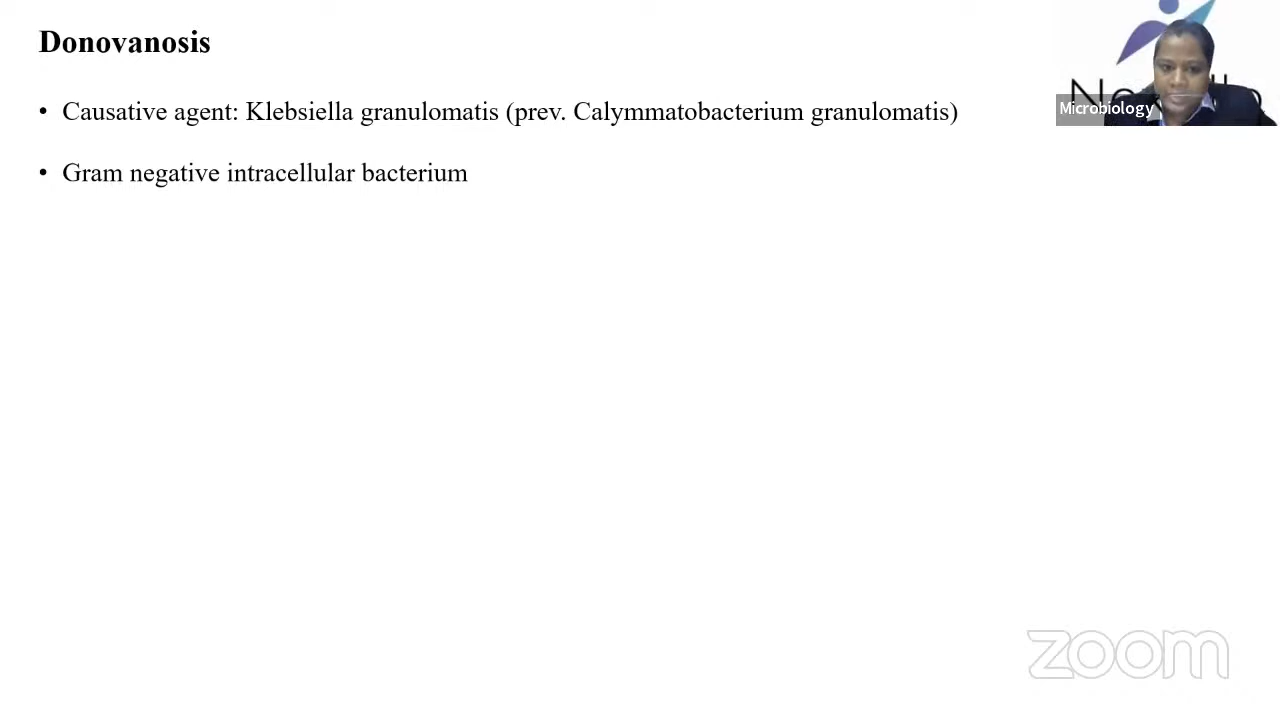 Donovanosis
• Causative agent: Klebsiella granulomatis (prev. Calymmatobacterium granulomatis)
• Gram negative intracellular bacterium
Microbiology
zoom